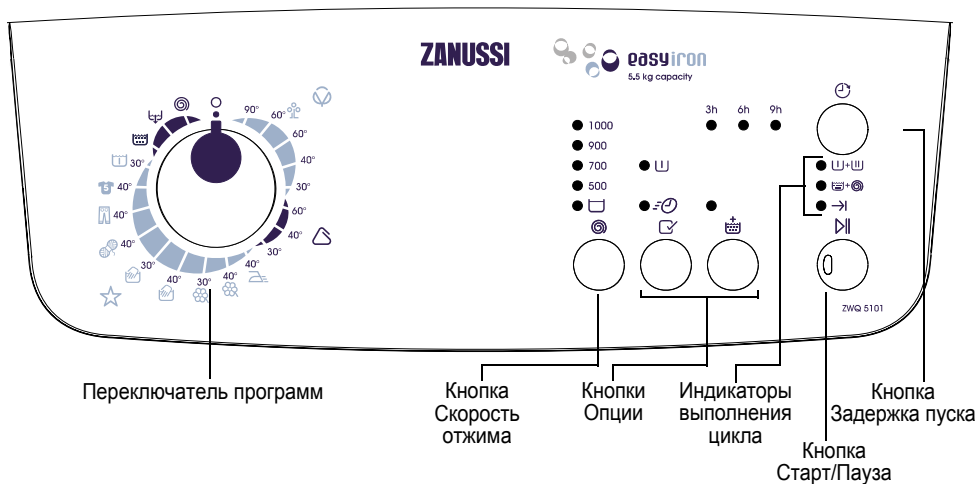 ZANUSSI
easyiron
5.5 kg capacity
90°
60°
60°
40°
30°
60°
40°
30°
40°
40°
30°
40°
30°
40°
40°
40°
30°
1000
900
700
500
3h 6h 9h
ZWQ 5101
Переключатель программ
Кнопка
Скорость
отжима
Кнопки
Опции
Индикаторы
выполнения
цикла
Кнопка
Задержка пуска
Кнопка
Старт/Пауза